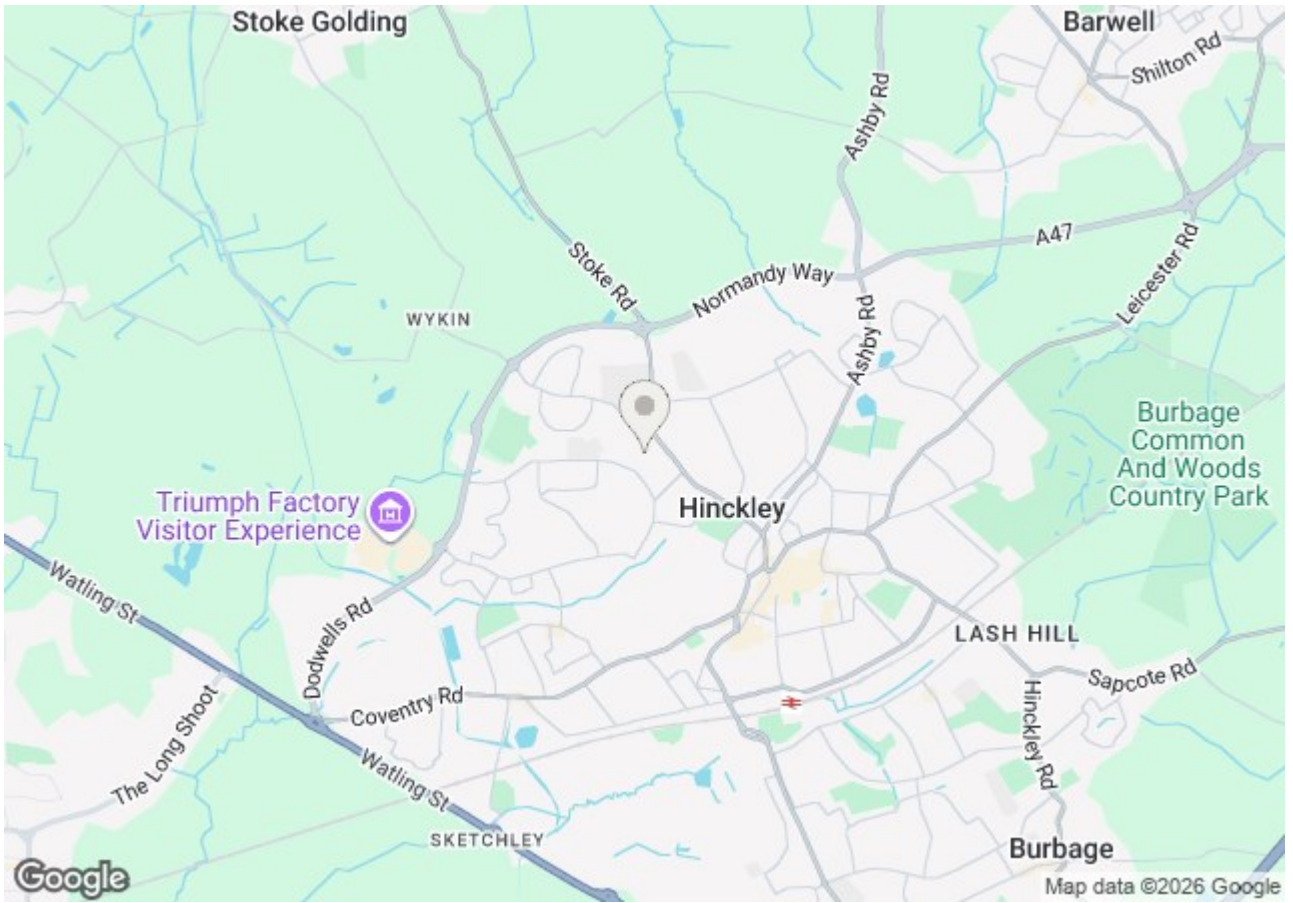 Stoke Golding
Barwell
Shilton Rd
Ashby Rd
A47
Leicester Rd
Stoke Rd
Normandy Way
WYKIN
Ashby Rd
Burbage
Common
And Woods
Country Park
Triumph Factory
Visitor Experience
Hinckley
Watling St
Dodwells Rd
LASH HILL
Sapcote Rd
Coventry Rd
Hinckley Rd
The Long Shoot
Watling St
SKETCHLEY
Burbage
Google
Map data ©2026 Google